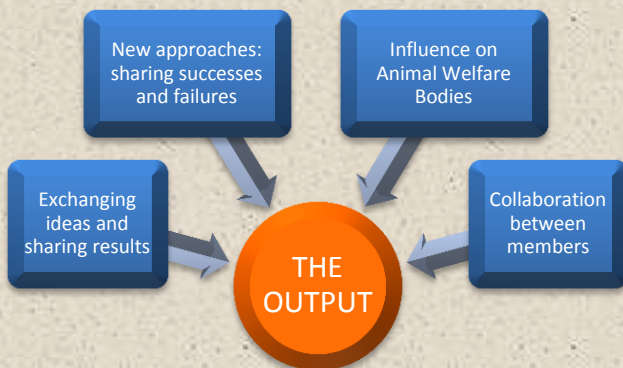 New approaches:
sharing successes
and failures
Influence on
Animal Welfare
Bodies
Exchanging
ideas and
sharing results
Collaboration
between
members
THE
OUTPUT